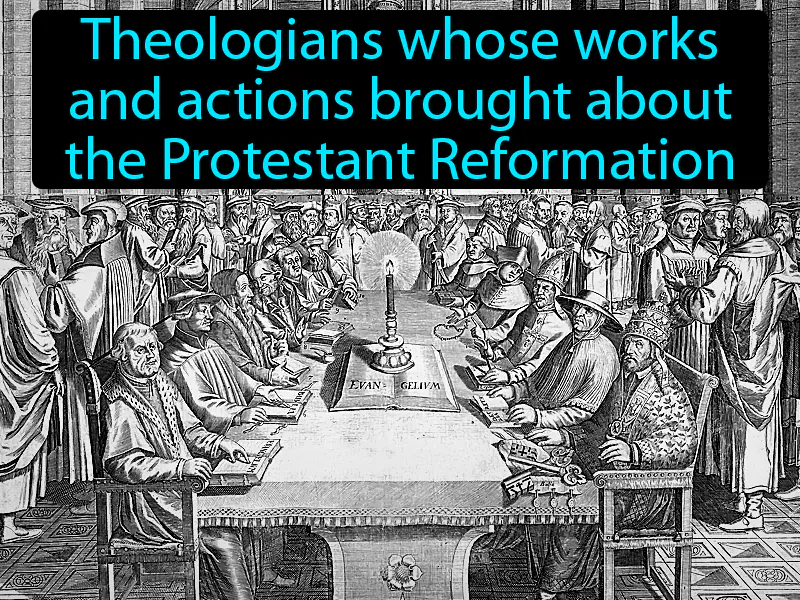 Theologians whose works
and actions brought about
the Protestant Reformation
EVAN- GELIVM